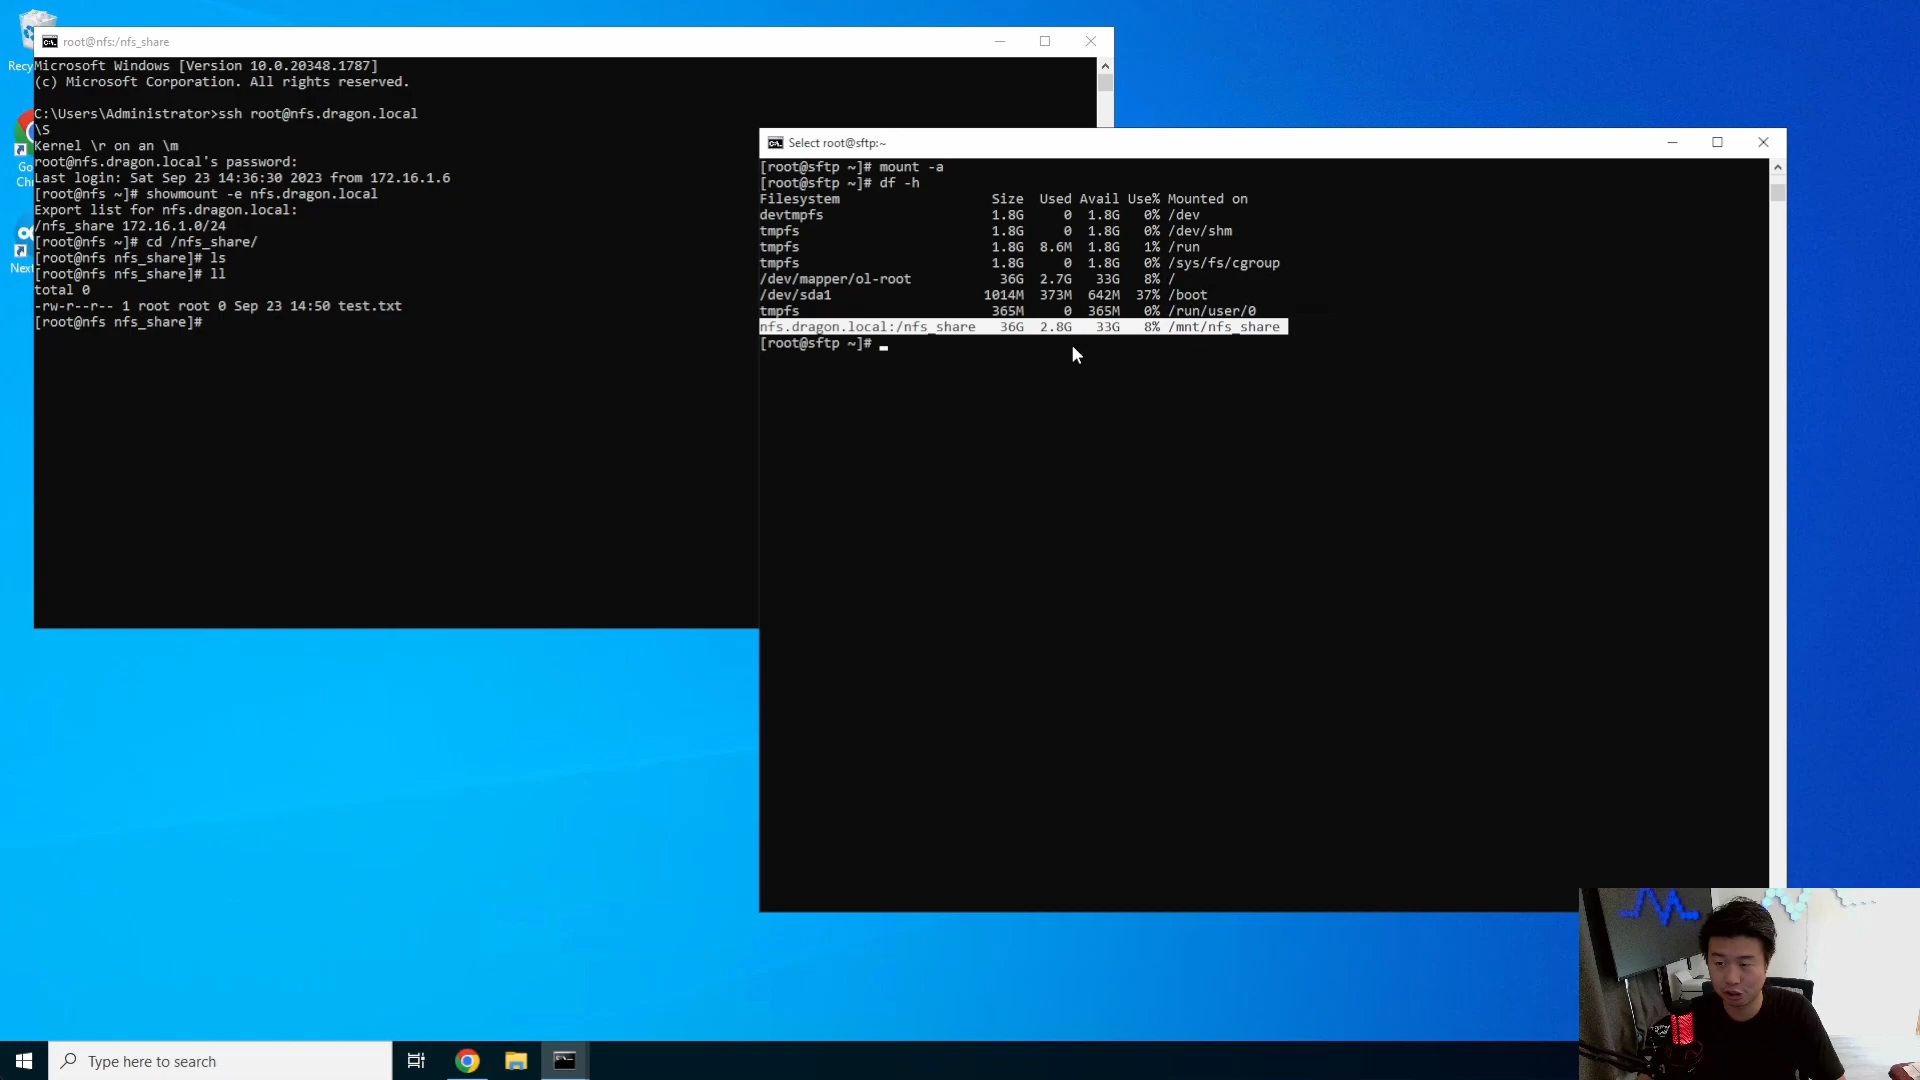 Recy
Go
Chr
Next
root@nfs:/nfs_share
Microsoft Windows [Version 10.0.20348.1787]
(c) Microsoft Corporation. All rights reserved.
C:\Users\Administrator>ssh root@nfs.dragon.local
\S
Kernel \r on an \m
root@nfs.dragon.local's password:
Last login: Sat Sep 23 14:36:30 2023 from 172.16.1.6
[root@nfs ~]# showmount -e nfs.dragon.local
Export list for nfs.dragon.local:
/nfs_share 172.16.1.0/24
[root@nfs ~]# cd /nfs_share/
[root@nfs nfs_share]# ls
[root@nfs nfs_share]# ll
total 0
-rw-r--r-- 1 root root 0 Sep 23 14:50 test.txt
[root@nfs nfs_share]#
Select root@sftp:~
[root@sftp ~]# mount -a
[root@sftp ~]# df -h
Filesystem Size Used Avail Use% Mounted on
devtmpfs 1.8G 0 1.8G 0% /dev
tmpfs 1.8G 0 1.8G 0% /dev/shm
tmpfs 1.8G 8.6M 1.8G 1% /run
tmpfs 1.8G 0 1.8G 0% /sys/fs/cgroup
/dev/mapper/ol-root 36G 2.7G 33G 8% /
/dev/sda1 1014M 373M 642M 37% /boot
tmpfs 365M 0 365M 0% /run/user/0
nfs.dragon.local:/nfs_share 36G 2.8G 33G 8% /mnt/nfs_share
[root@sftp ~]#
Type here to search